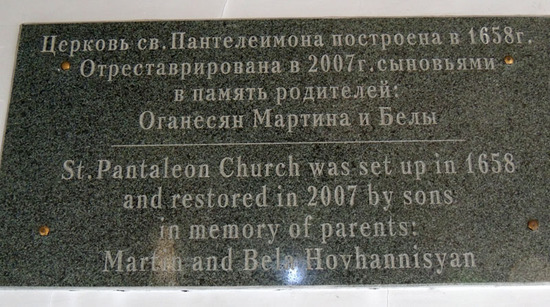 Церковь св.Пантелеимона построена в 1658г.
Отреставрирована в 2007г.сыновьями
в память родителей:
Оганесян Мартина и Белы
St.Pantaleon Church was set up in 1658
and restored in 2007 by sons
in memory of parents:
Martin and Bela Hovhannisyan